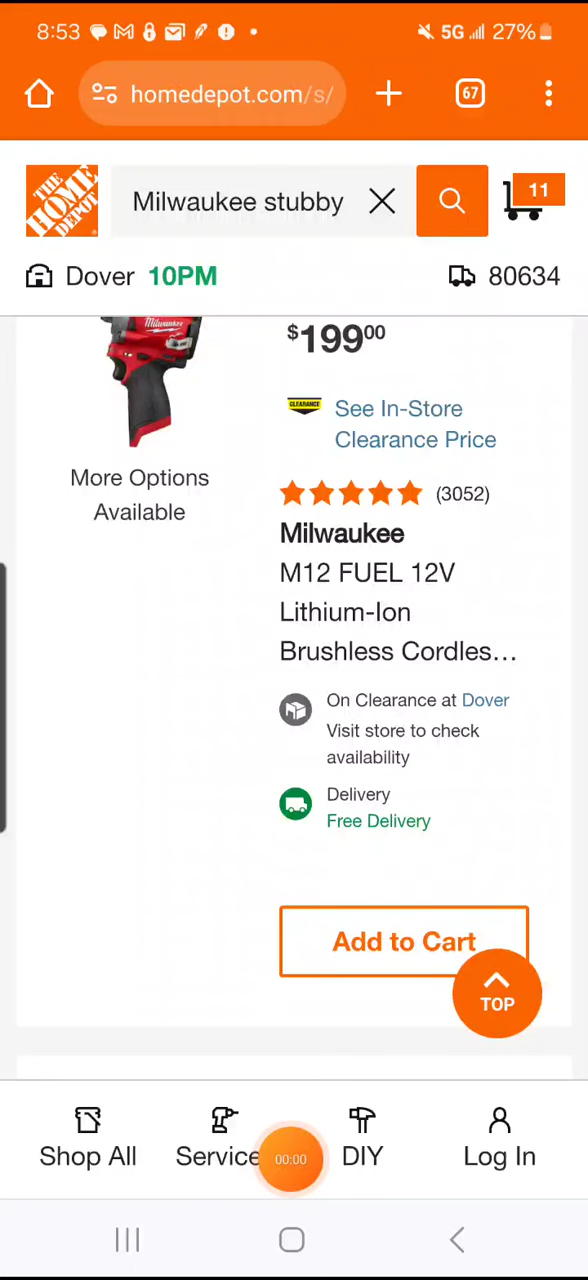 8:53
5G 27%
homedepot.com/s/
67
THE HOME DEPOT
Milwaukee stubby
11
Dover 10PM
80634
Milwaukee
$199⁰⁰
CLEARANCE
See In-Store
Clearance Price
More Options
Available
(3052)
Milwaukee
M12 FUEL 12V
Lithium-Ion
Brushless Cordles...
On Clearance at Dover
Visit store to check
availability
Delivery
Free Delivery
Add to Cart
TOP
Shop All
Service
00:00
DIY
Log In